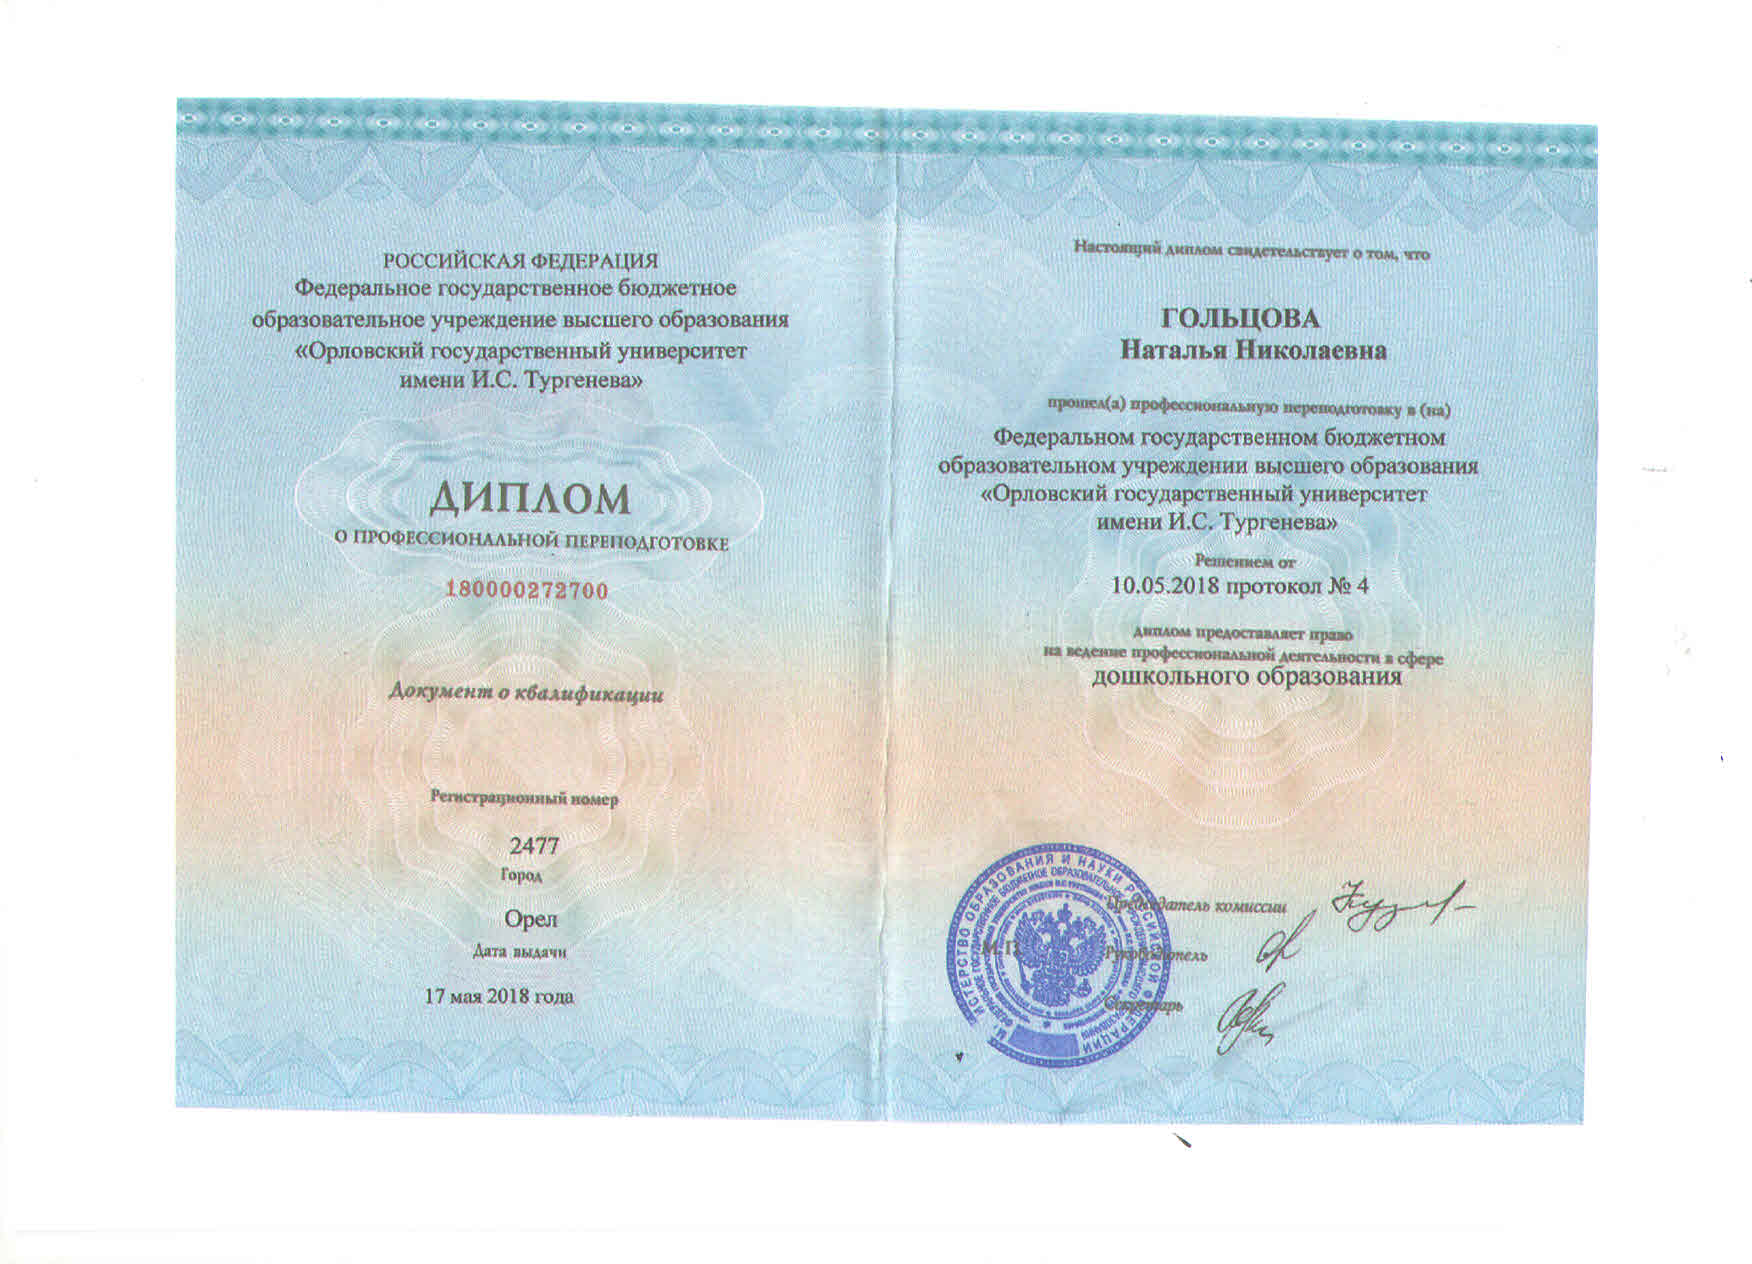 РОССИЙСКАЯ ФЕДЕРАЦИЯ
Федеральное государственное бюджетное
образовательное учреждение высшего образования
«Орловский государственный университет
имени И.С. Тургенева»
ДИПЛОМ
О ПРОФЕССИОНАЛЬНОЙ ПЕРЕПОДГОТОВКЕ
180000272700
Документ о квалификации
Регистрационный номер
2477
Город
Орел
Дата выдачи
17 мая 2018 года
Настоящий диплом свидетельствует о том, что
ГОЛЬЦОВА
Наталья Николаевна
прошел(а) профессиональную переподготовку в (на)
Федеральном государственном бюджетном
образовательном учреждении высшего образования
«Орловский государственный университет
имени И.С. Тургенева»
Решением от
10.05.2018 протокол № 4
диплом предоставляет право
на ведение профессиональной деятельности в сфере
дошкольного образования
Председатель комиссии
М.П.
Руководитель
Секретарь
ОБРАЗОВАНИЯ И НАУКИ РОССИЙСКОЙ